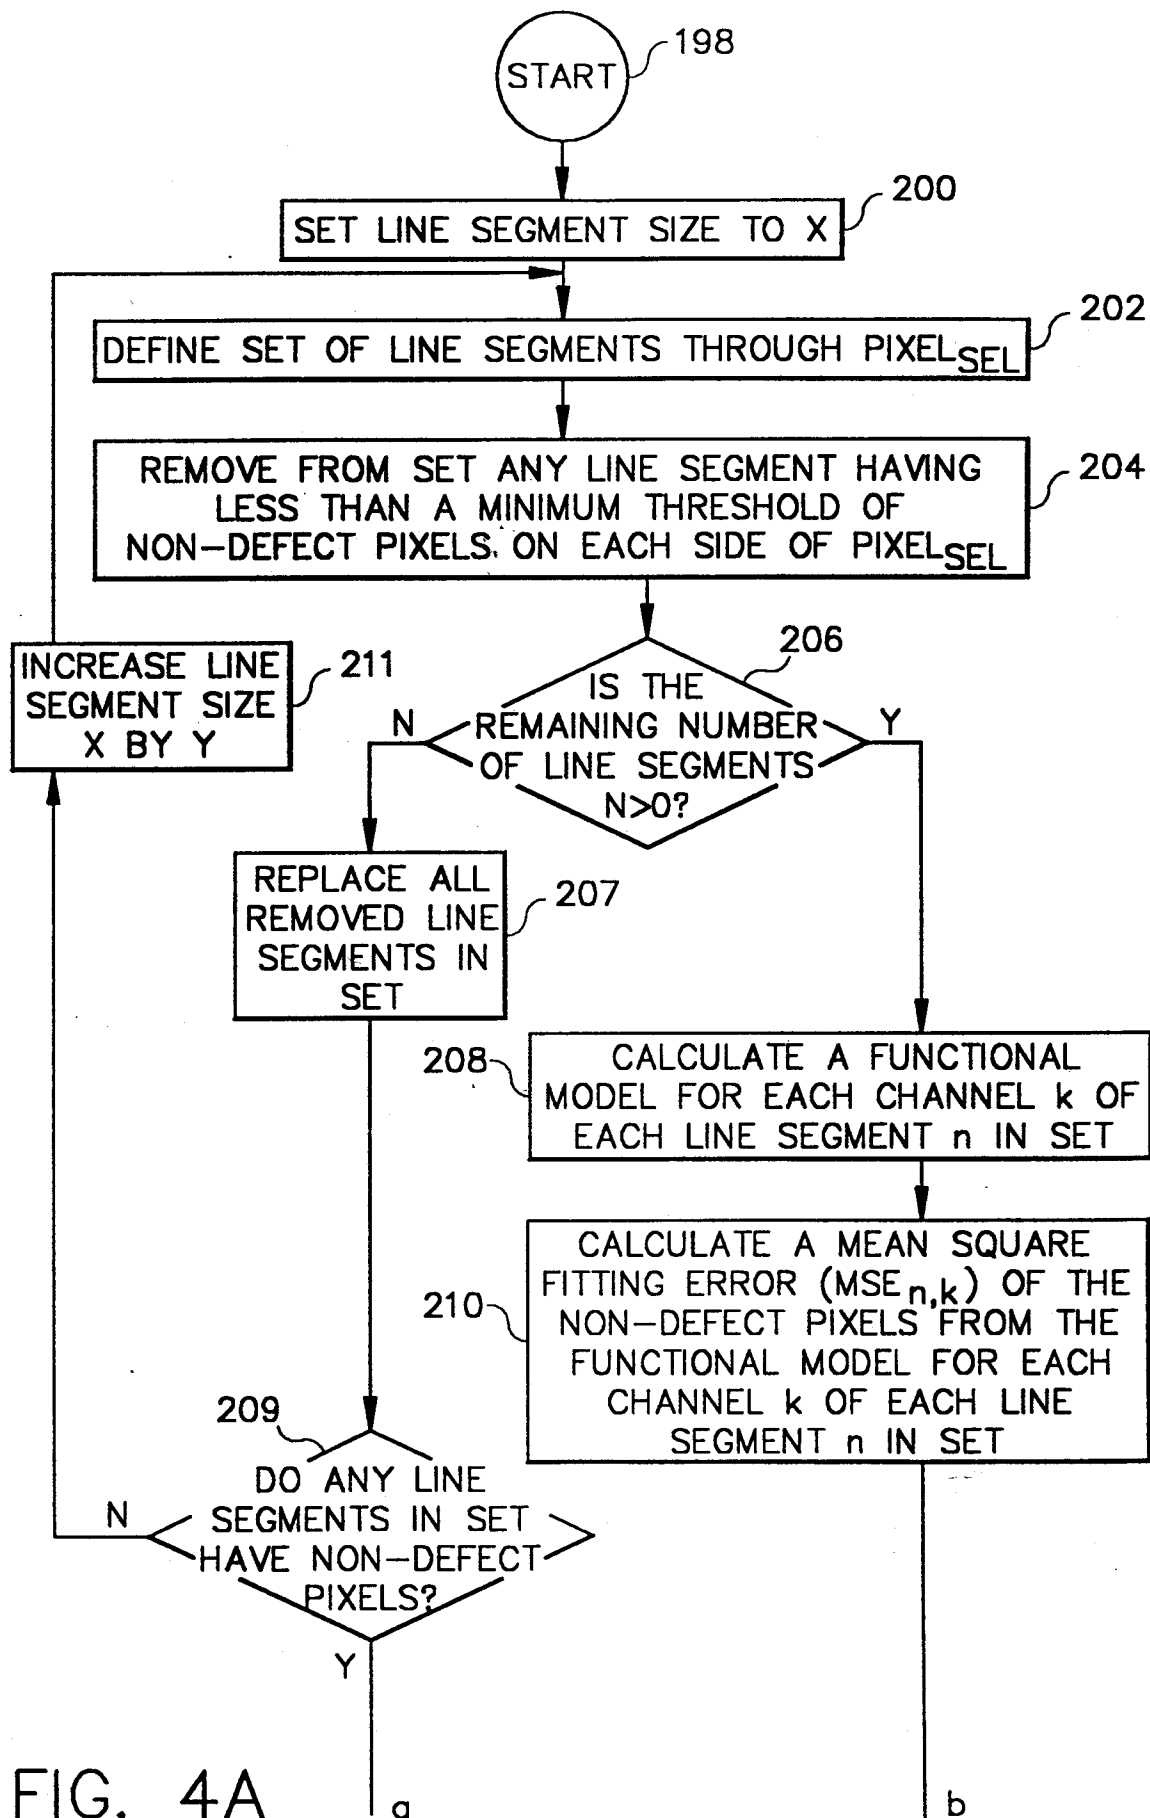 START
198
SET LINE SEGMENT SIZE TO X
200
DEFINE SET OF LINE SEGMENTS THROUGH PIXELSEL
202
REMOVE FROM SET ANY LINE SEGMENT HAVING
LESS THAN A MINIMUM THRESHOLD OF
NON-DEFECT PIXELS ON EACH SIDE OF PIXELSEL
204
INCREASE LINE
SEGMENT SIZE
X BY Y
211
IS THE
REMAINING NUMBER
OF LINE SEGMENTS
N>0?
206
N
Y
REPLACE ALL
REMOVED LINE
SEGMENTS IN
SET
207
208
CALCULATE A FUNCTIONAL
MODEL FOR EACH CHANNEL k OF
EACH LINE SEGMENT n IN SET
210
CALCULATE A MEAN SQUARE
FITTING ERROR (MSEn,k) OF THE
NON-DEFECT PIXELS FROM THE
FUNCTIONAL MODEL FOR EACH
CHANNEL k OF EACH LINE
SEGMENT n IN SET
209
DO ANY LINE
SEGMENTS IN SET
HAVE NON-DEFECT
PIXELS?
N
Y
a
b
FIG. 4A